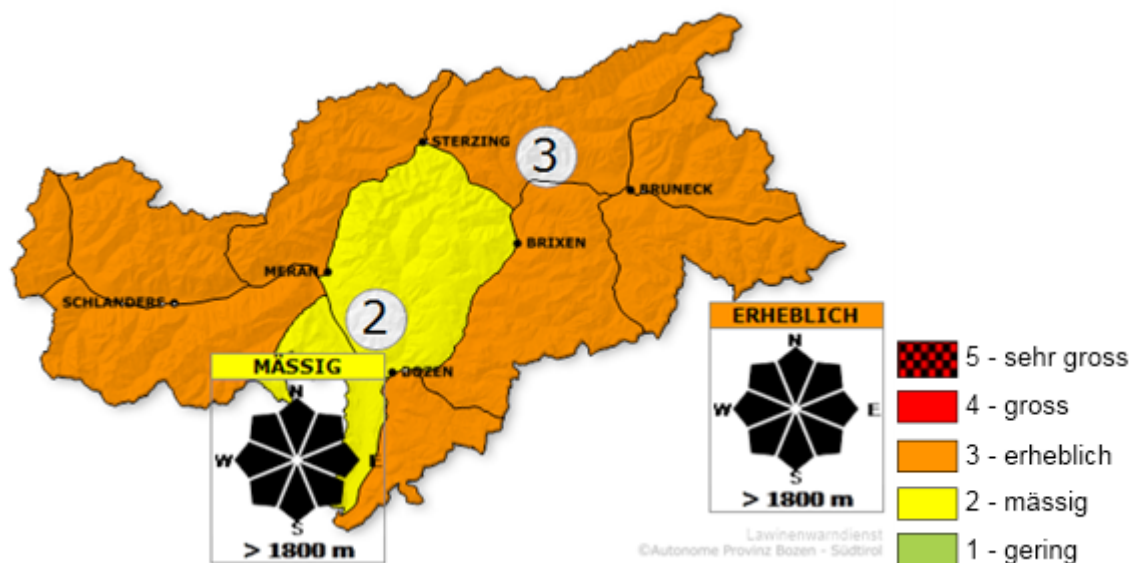 STERZING
3
BRUNECK
BRIXEN
MERAN
SCHLANDERS
2
BOZEN
MÄSSIG
N
W
E
S
> 1800 m
ERHEBLICH
N
W
E
S
> 1800 m
Lawinenwarndienst
©Autonome Provinz Bozen - Südtirol
5 - sehr gross
4 - gross
3 - erheblich
2 - mässig
1 - gering